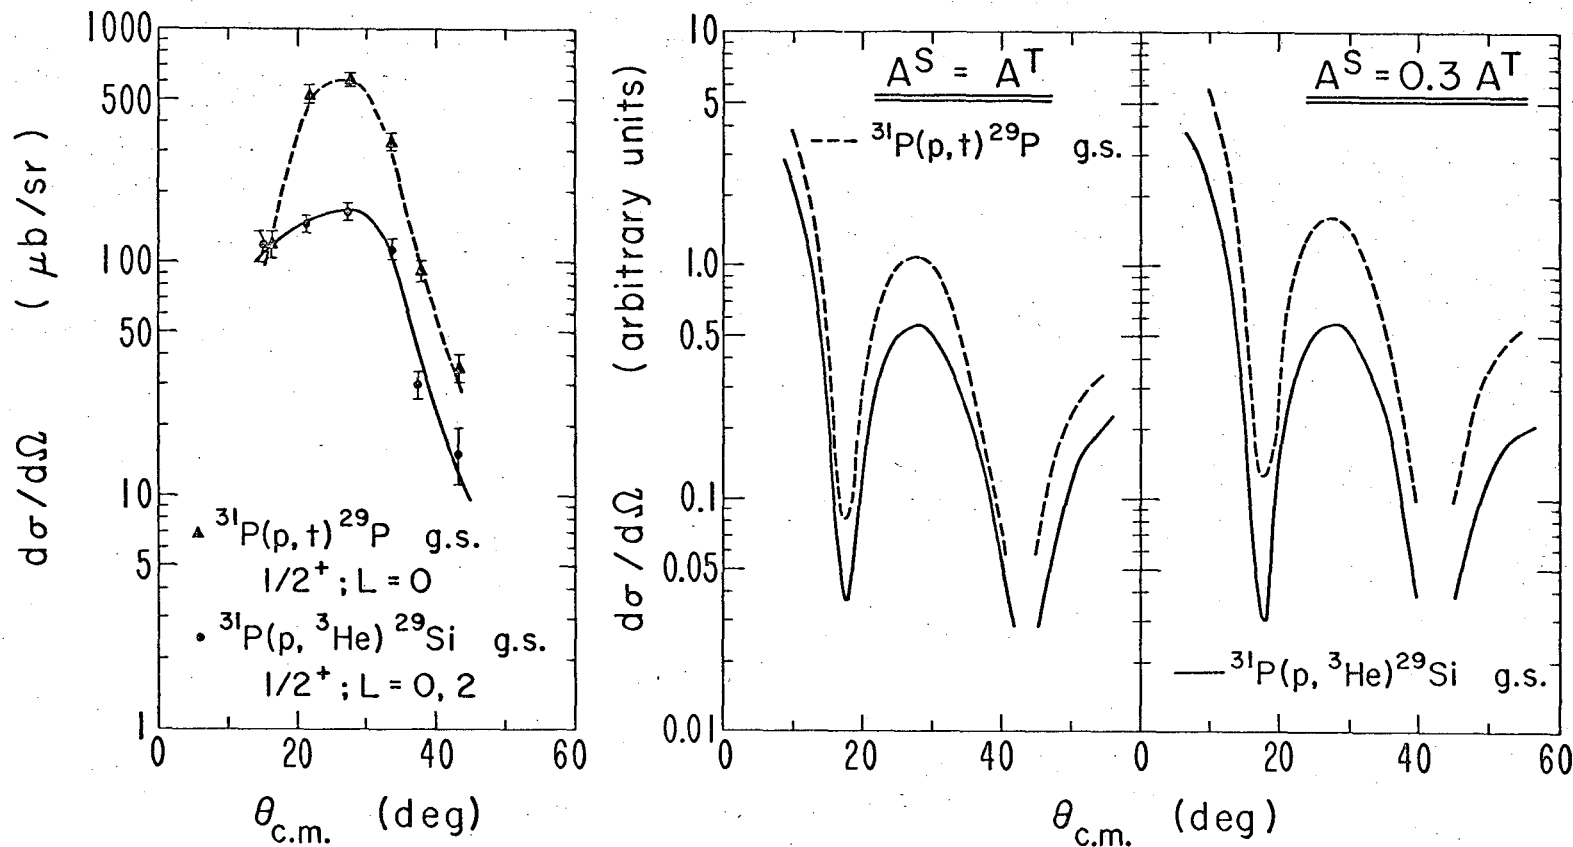 1000
500
100
50
10
5
1
0 20 40 60
dσ/dΩ (μb/sr)
θc.m. (deg)
³¹P(p,t)²⁹P g.s.
1/2⁺; L = 0
³¹P(p, ³He)²⁹Si g.s.
1/2⁺; L = 0, 2
10
5
1.0
0.5
0.1
0.05
0.01
dσ/dΩ (arbitrary units)
Aˢ = Aᵀ
³¹P(p,t)²⁹P g.s.
Aˢ = 0.3 Aᵀ
³¹P(p, ³He)²⁹Si g.s.
0 20 40 0 20 40 60
θc.m. (deg)